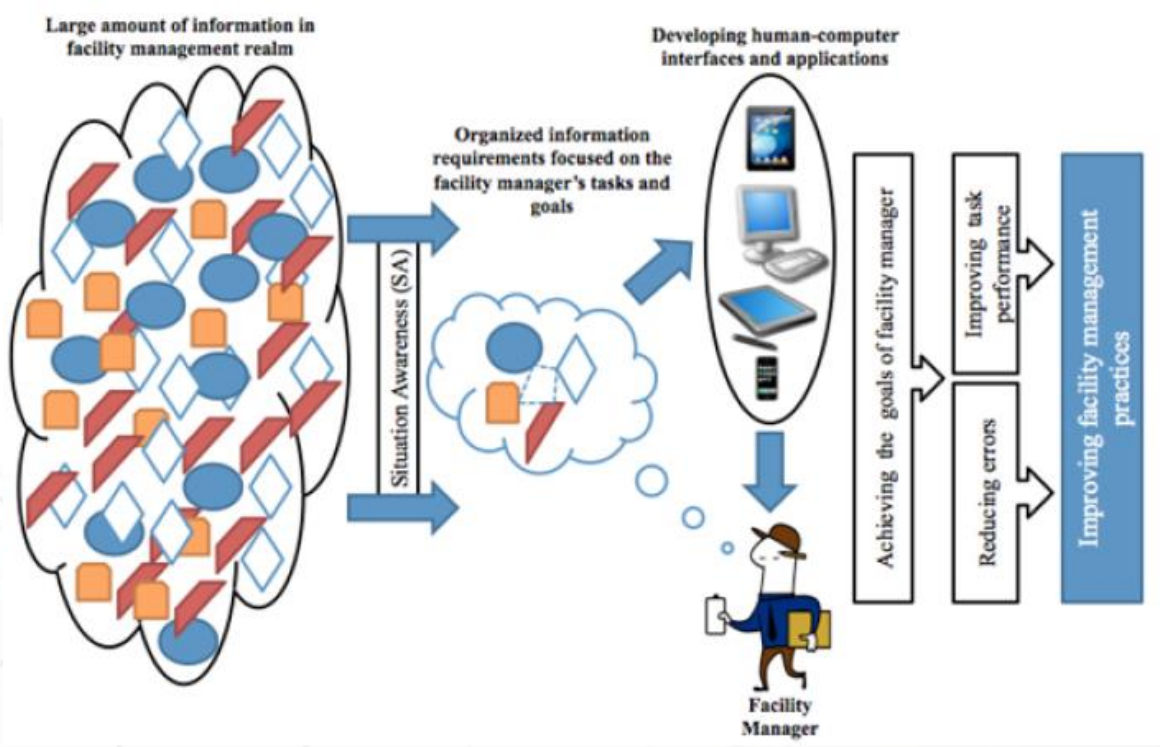 Large amount of information in
facility management realm
Developing human-computer
interfaces and applications
Organized information
requirements focused on the
facility manager's tasks and
goals
Situation Awareness (SA)
Achieving the goals of facility manager
Improving task
performance
Reducing errors
Improving facility management
practices
Facility
Manager